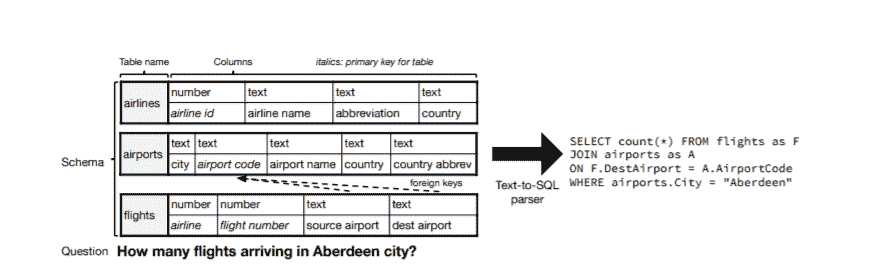 Table name Columns italics: primary key for table
number text text text
airlines
airline id airline name abbreviation country
text text text text text
airports
city airport code airport name country country abbrev
Schema
foreign keys
number number text text
flights
airline flight number source airport dest airport
Question How many flights arriving in Aberdeen city?
Text-to-SQL
parser
SELECT count(*) FROM flights as F
JOIN airports as A
ON F.DestAirport = A.AirportCode
WHERE airports.City = "Aberdeen"